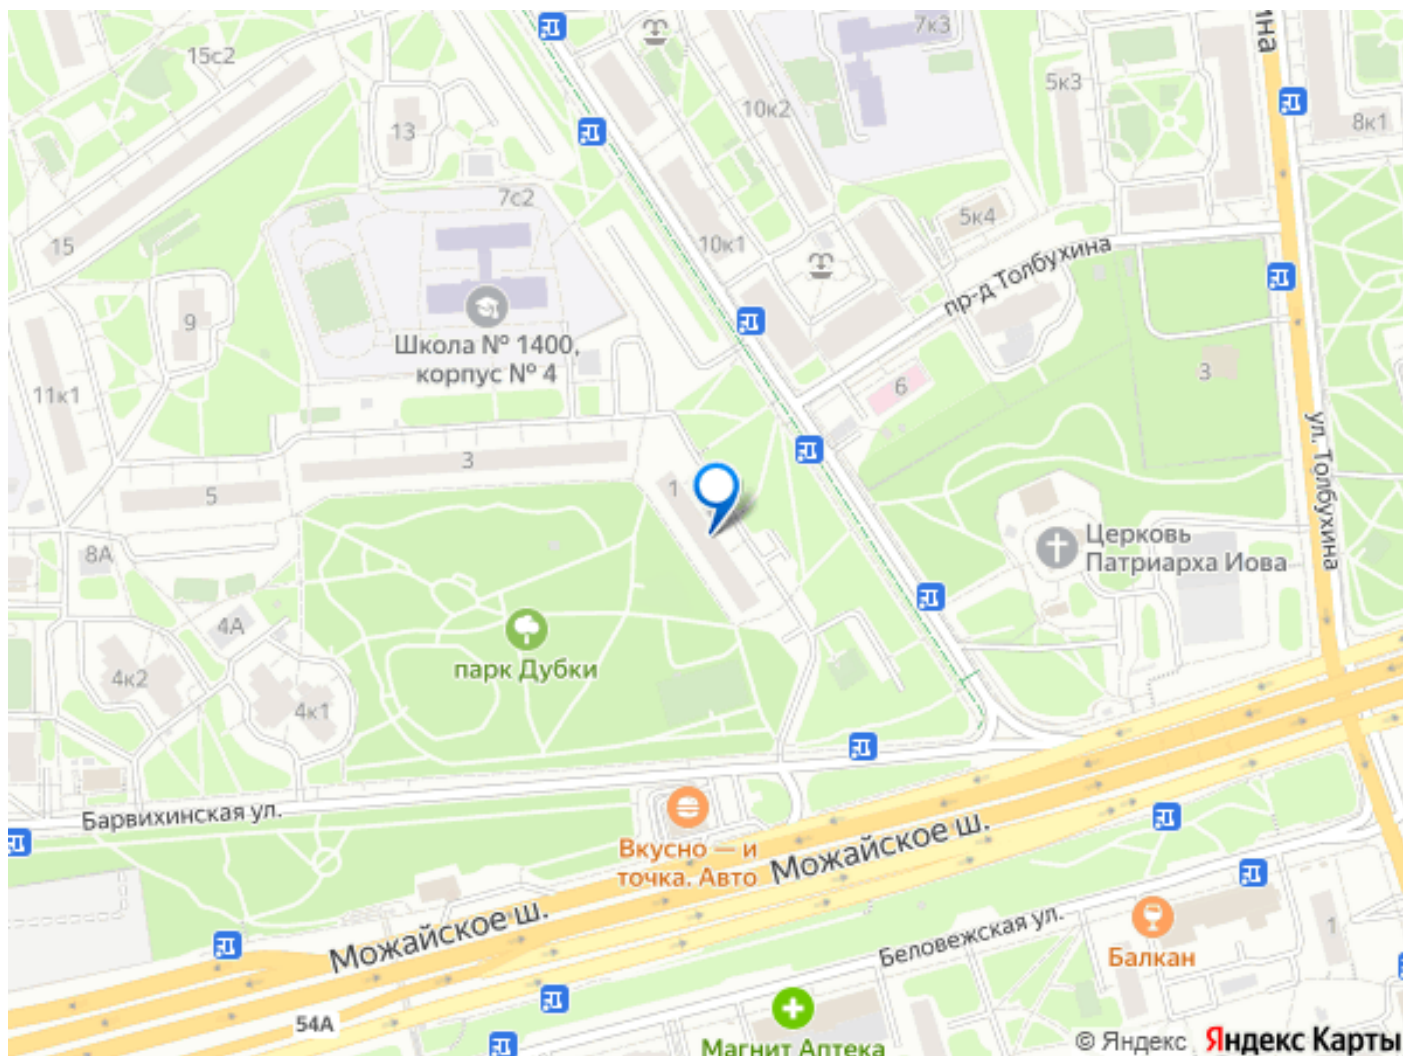 7к3
ина
15с2
5к3
10к2
8к1
13
7с2
5к4
10к1
15
пр-д Толбухина
9
Школа № 1400,
корпус № 4
3
6
11к1
ул. Толбухина
3
1
5
Церковь
Патриарха Иова
8А
4А
парк Дубки
4к2
4к1
Барвихинская ул.
Вкусно — и
точка. Авто
Можайское ш.
Можайское ш.
Беловежская ул.
1
Балкан
54А
Магнит Аптека
© Яндекс Яндекс Карты